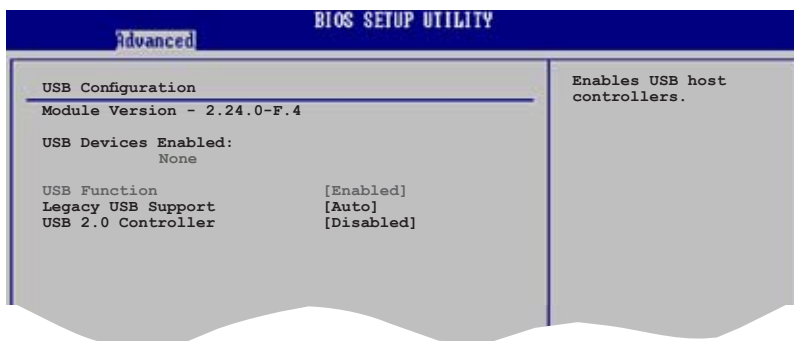 BIOS SETUP UTILITY
Advanced
USB Configuration
Module Version - 2.24.0-F.4
USB Devices Enabled:
None
USB Function [Enabled]
Legacy USB Support [Auto]
USB 2.0 Controller [Disabled]
Enables USB host
controllers.